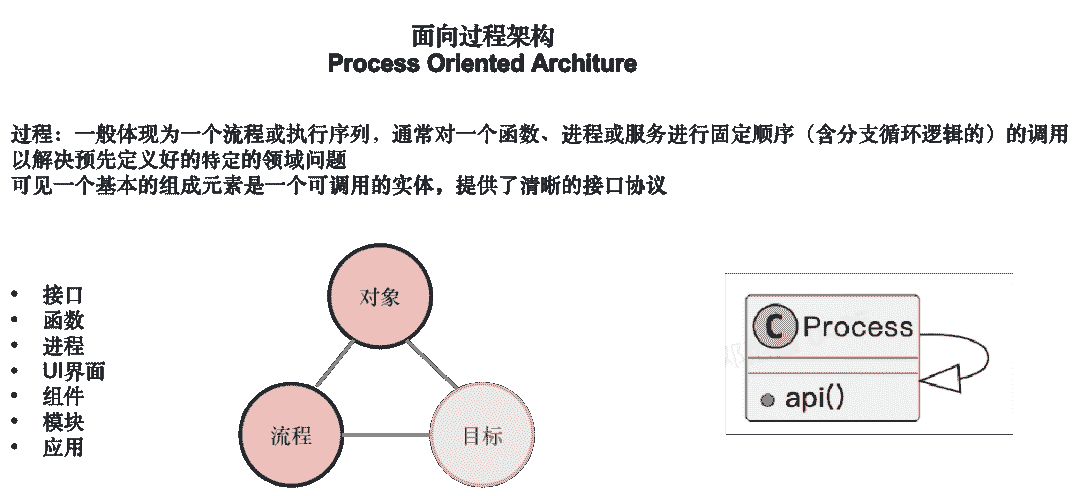 面向过程架构
Process Oriented Architure
过程：一般体现为一个流程或执行序列，通常对一个函数、进程或服务进行固定顺序（含分支循环逻辑的）的调用
以解决预先定义好的特定的领域问题
可见一个基本的组成元素是一个可调用的实体，提供了清晰的接口协议
• 接口
• 函数
• 进程
• UI界面
• 组件
• 模块
• 应用
对象
流程
目标
C Process
api()